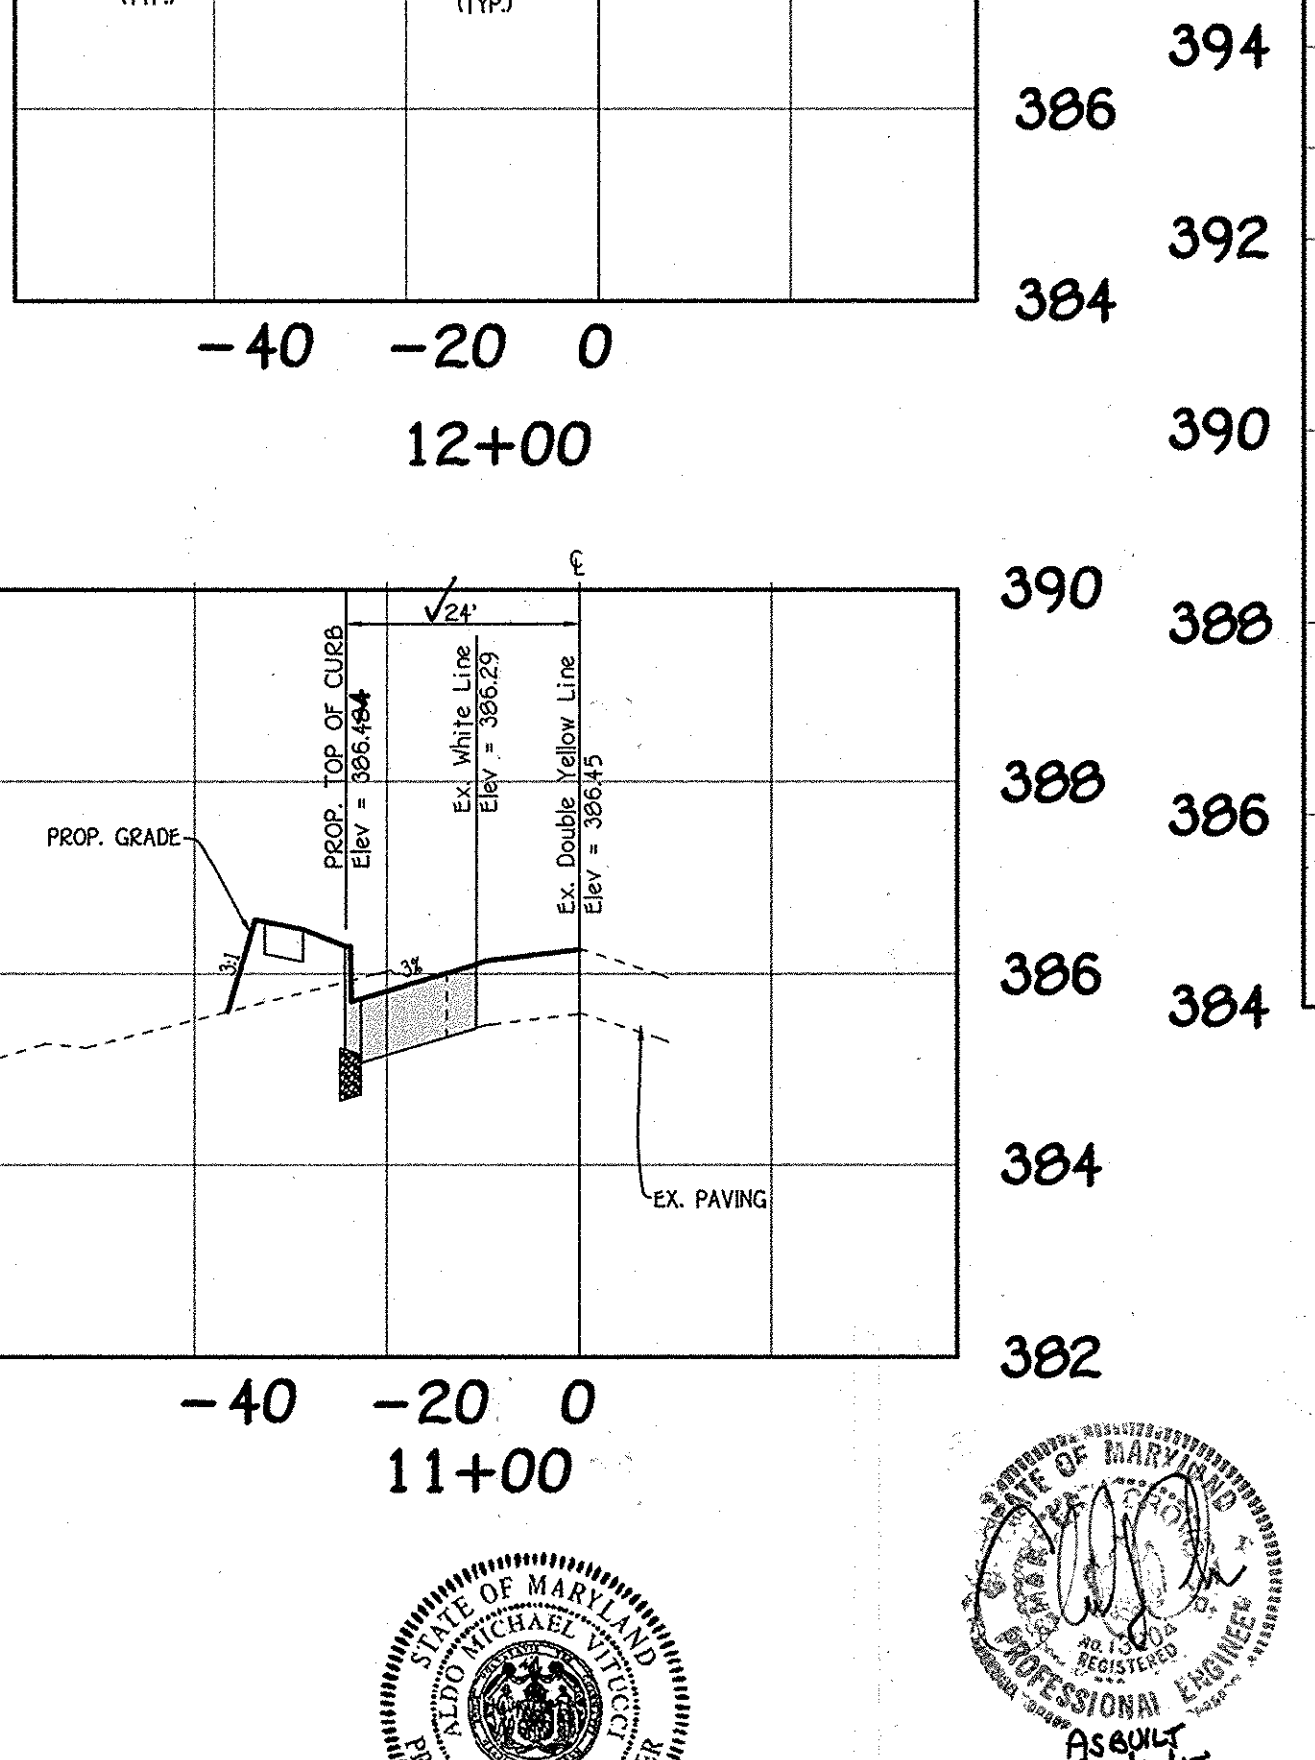 (TYP.)
394
386
392
384
-40 -20 0
12+00
390
℄
390
24'
388
PROP. TOP OF CURB
Elev = 386.4
Ex. White Line
Elev = 386.29
Ex. Double Yellow Line
Elev = 386.45
388
386
PROP. GRADE
3:1
3%
386
384
384
EX. PAVING
382
-40 -20 0
11+00
STATE OF MARYLAND
ALDO MICHAEL VITUCCI
STATE OF MARYLAND
REGISTERED
PROFESSIONAL ENGINEER
ASBUILT